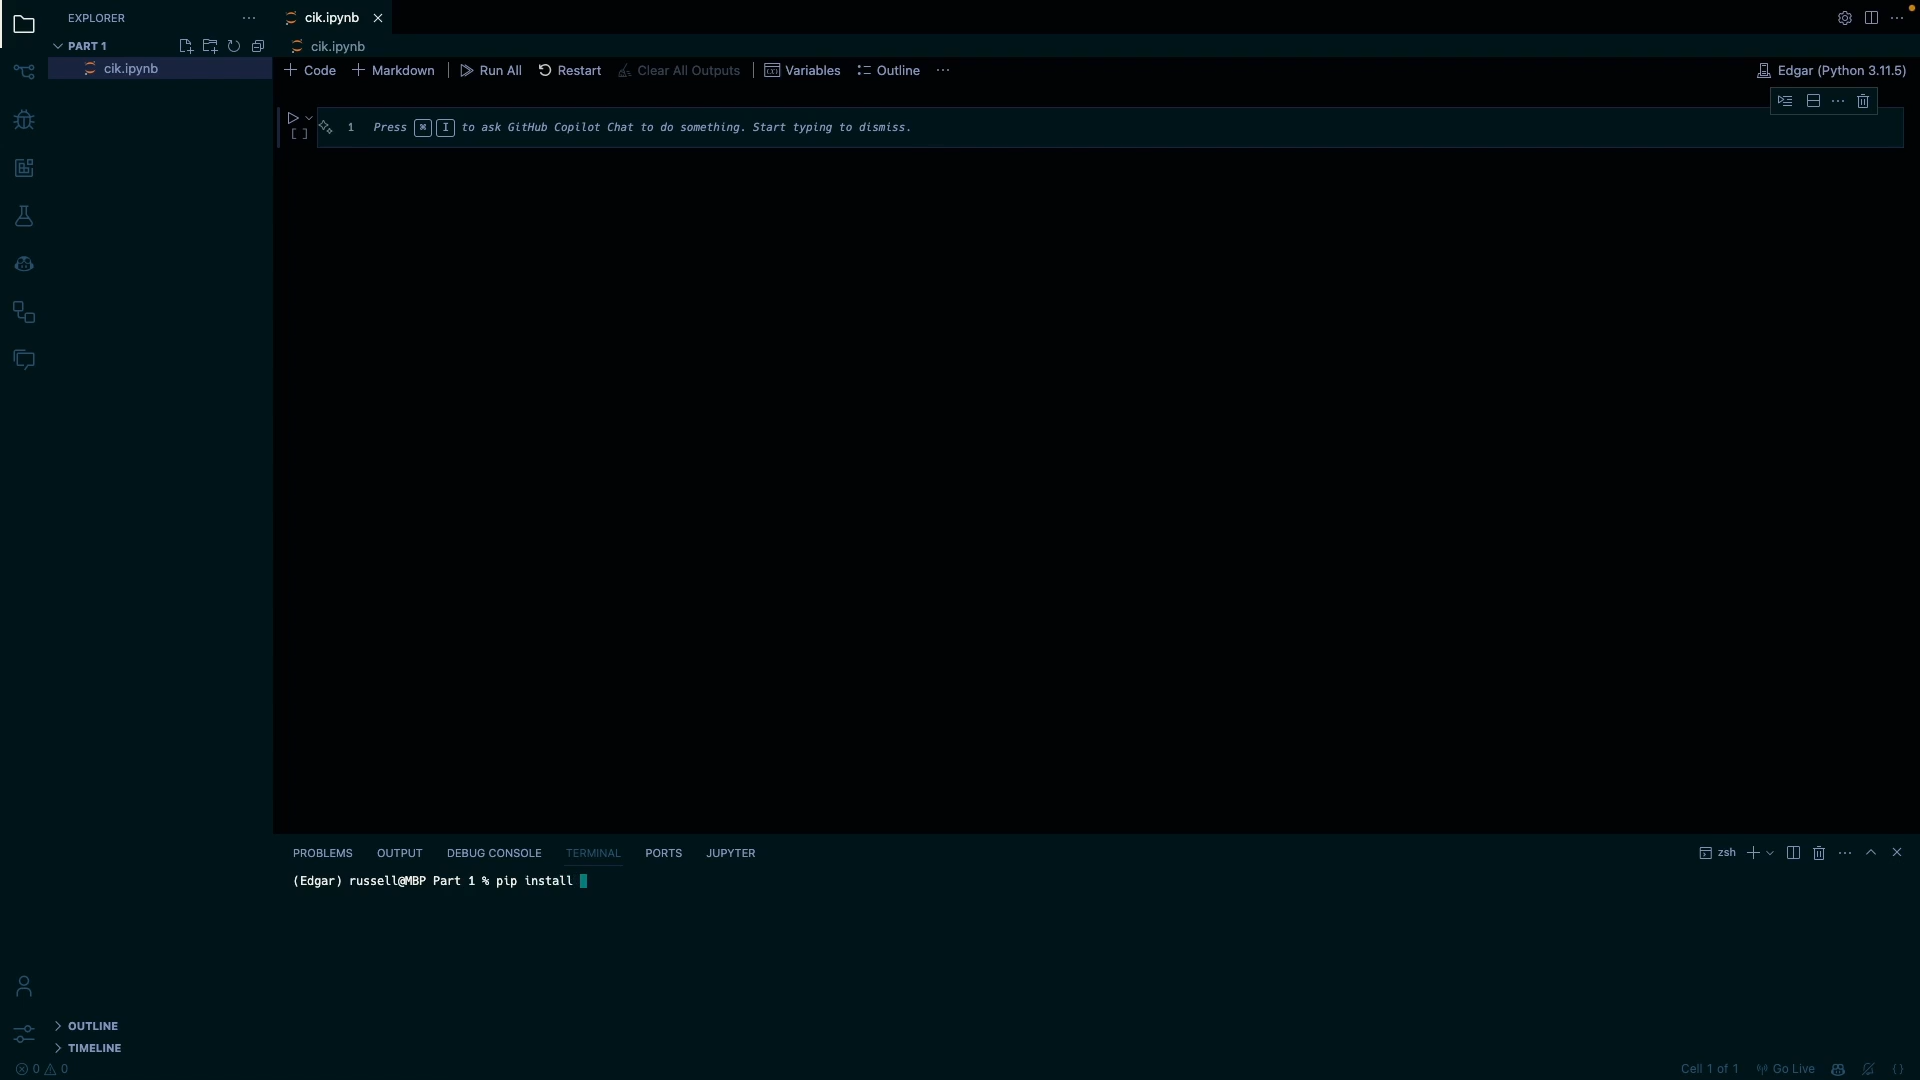 EXPLORER
PART 1
cik.ipynb
cik.ipynb
cik.ipynb
Code
Markdown
Run All
Restart
Clear All Outputs
Variables
Outline
Edgar (Python 3.11.5)
[ ]
1 Press ⌘ I to ask GitHub Copilot Chat to do something. Start typing to dismiss.
PROBLEMS
OUTPUT
DEBUG CONSOLE
TERMINAL
PORTS
JUPYTER
zsh
(Edgar) russell@MBP Part 1 % pip install
OUTLINE
TIMELINE
0 0
Cell 1 of 1
Go Live